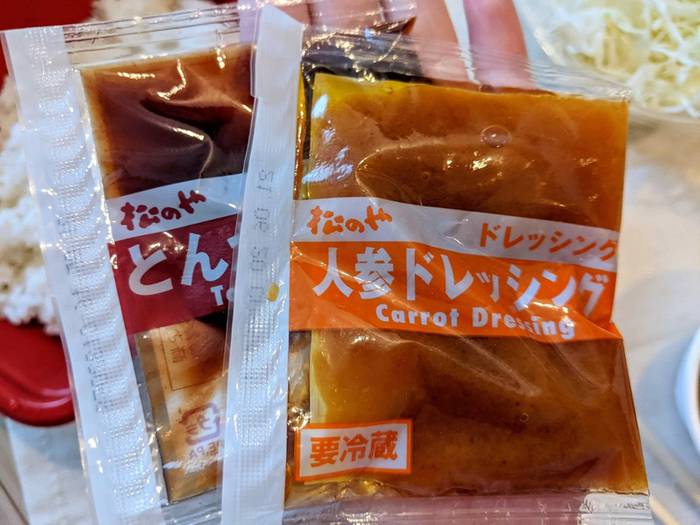 松のや
とん
To
松のや
ドレッシング
人参ドレッシング
Carrot Dressing
要冷蔵